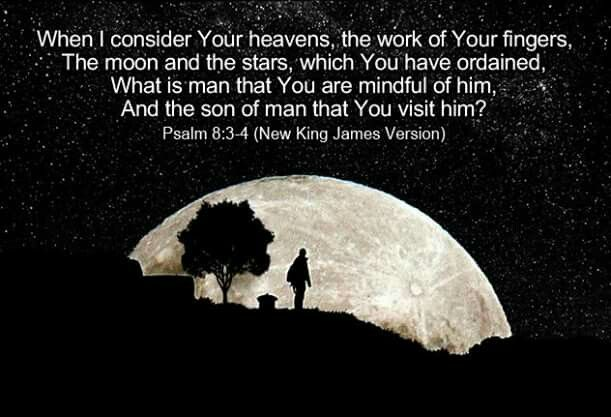 When I consider Your heavens, the work of Your fingers,
The moon and the stars, which You have ordained,
What is man that You are mindful of him,
And the son of man that You visit him?
Psalm 8:3-4 (New King James Version)